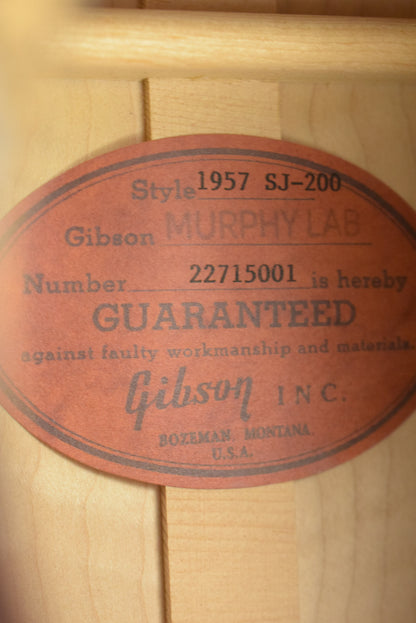 Style 1957 SJ-200
Gibson MURPHY LAB
Number 22715001 is hereby
GUARANTEED
against faulty workmanship and materials.
Gibson INC.
BOZEMAN, MONTANA.
U.S.A.